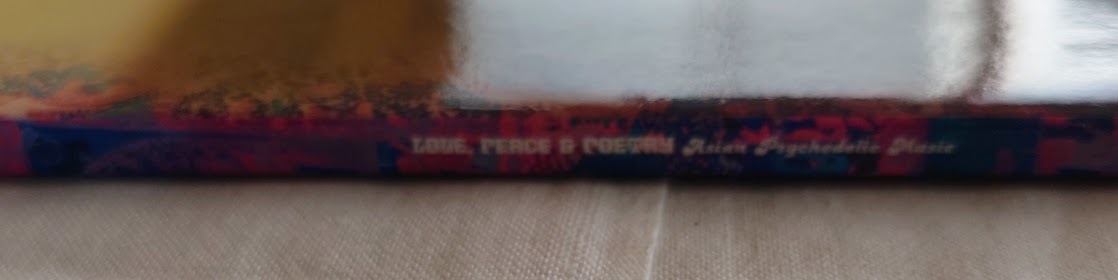 LOVE, PEACE & POETRY Asian Psychedelic Music